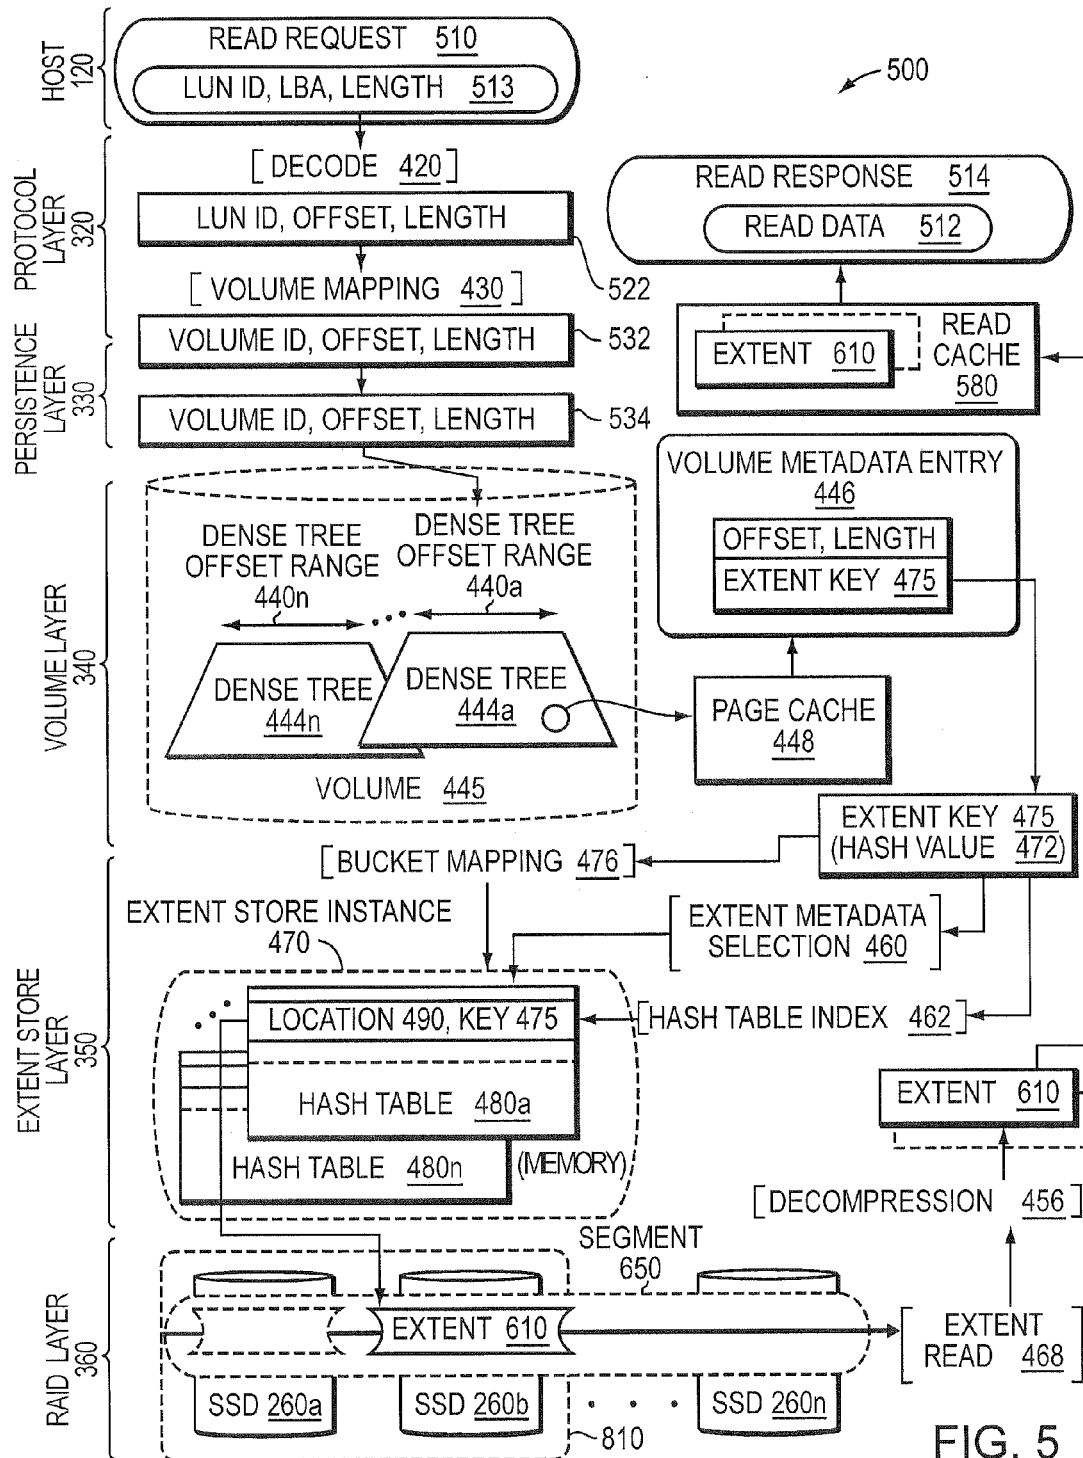 HOST
120
READ REQUEST 510
LUN ID, LBA, LENGTH 513
500
PROTOCOL
LAYER
320
[DECODE 420]
LUN ID, OFFSET, LENGTH
522
[VOLUME MAPPING 430]
VOLUME ID, OFFSET, LENGTH
532
PERSISTENCE
LAYER
330
VOLUME ID, OFFSET, LENGTH
534
READ RESPONSE 514
READ DATA 512
EXTENT 610
READ
CACHE
580
VOLUME LAYER
340
DENSE TREE
OFFSET RANGE
440n
DENSE TREE
OFFSET RANGE
440a
DENSE TREE
444n
DENSE TREE
444a
VOLUME 445
VOLUME METADATA ENTRY
446
OFFSET, LENGTH
EXTENT KEY 475
PAGE CACHE
448
EXTENT KEY 475
(HASH VALUE 472)
[BUCKET MAPPING 476]
EXTENT STORE
LAYER
350
EXTENT STORE INSTANCE
470
[EXTENT METADATA
SELECTION 460]
LOCATION 490, KEY 475
[HASH TABLE INDEX 462]
HASH TABLE 480a
HASH TABLE 480n
(MEMORY)
EXTENT 610
[DECOMPRESSION 456]
RAID LAYER
360
SEGMENT
650
EXTENT 610
[EXTENT
READ 468]
SSD 260a
SSD 260b
. . .
SSD 260n
810
FIG. 5